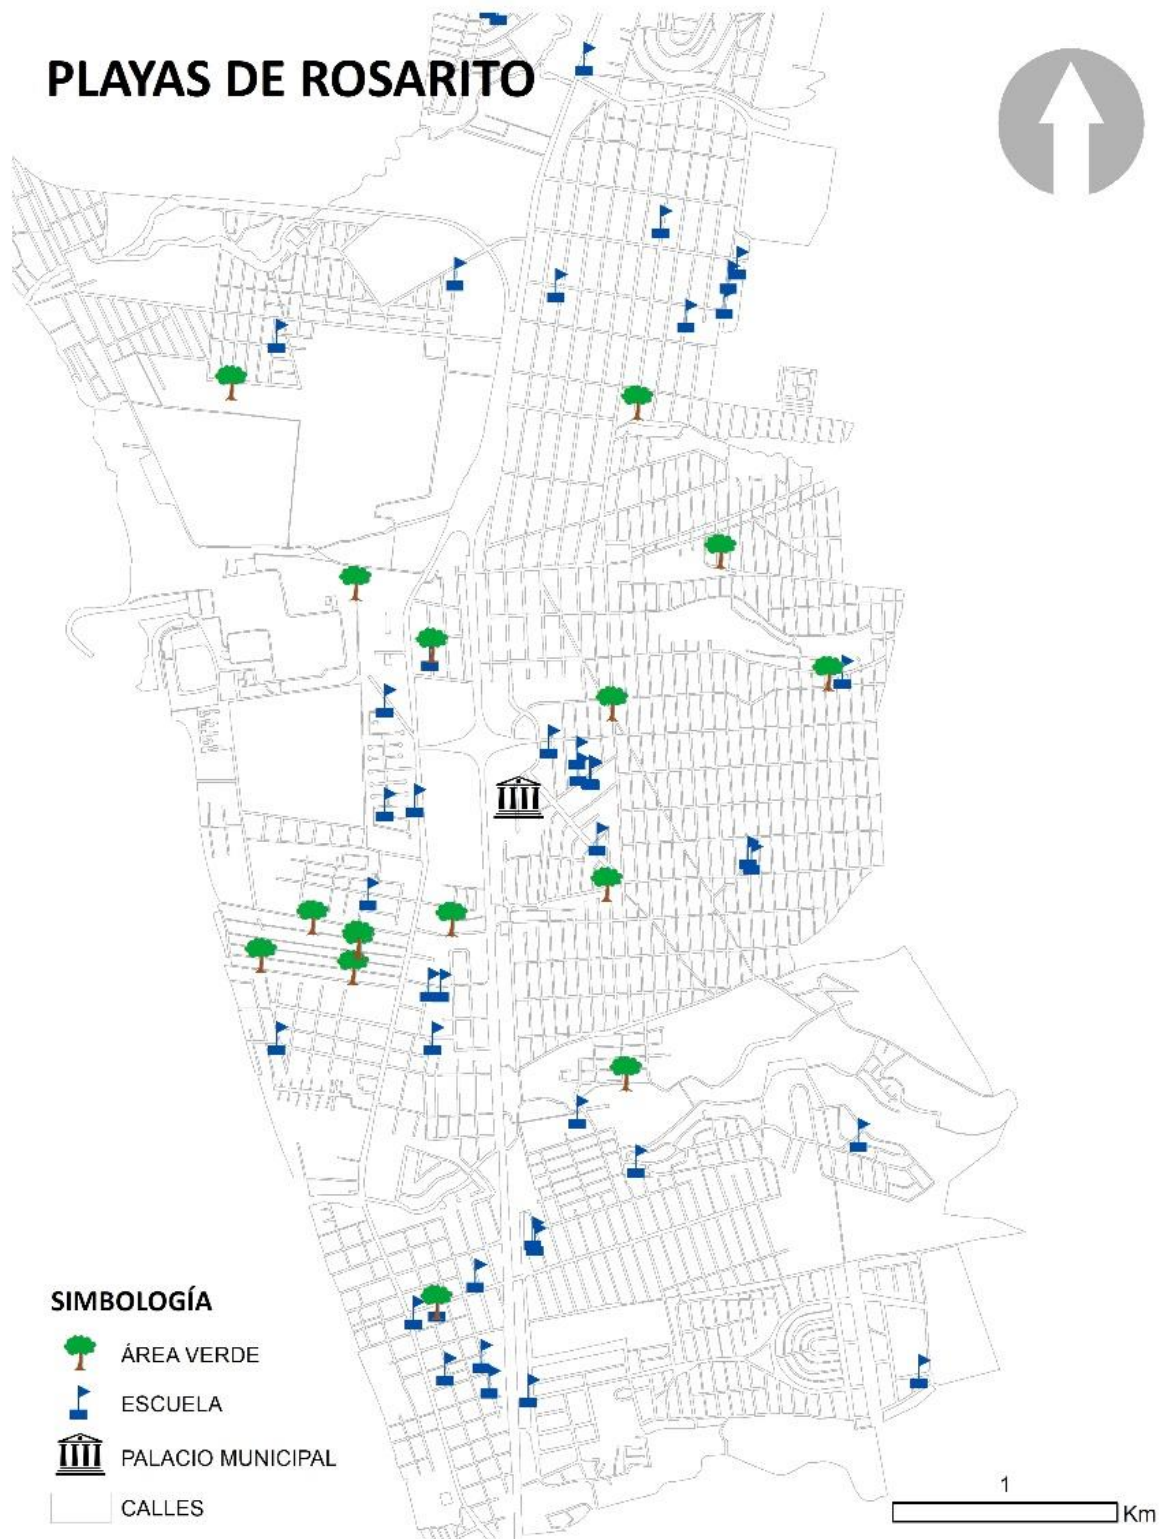 PLAYAS DE ROSARITO
SIMBOLOGÍA
ÁREA VERDE
ESCUELA
PALACIO MUNICIPAL
CALLES
1
Km